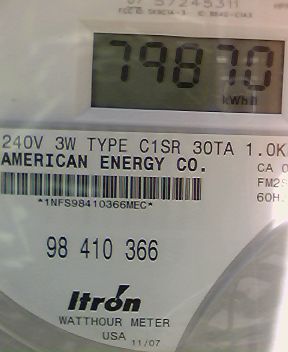 57245311
79870
kWh
240V 3W TYPE C1SR 30TA 1.0K
AMERICAN ENERGY CO.
CA
FM2S
60H
*1NFS98410366MEC*
98 410 366
Itron
WATTHOUR METER
USA 11/07